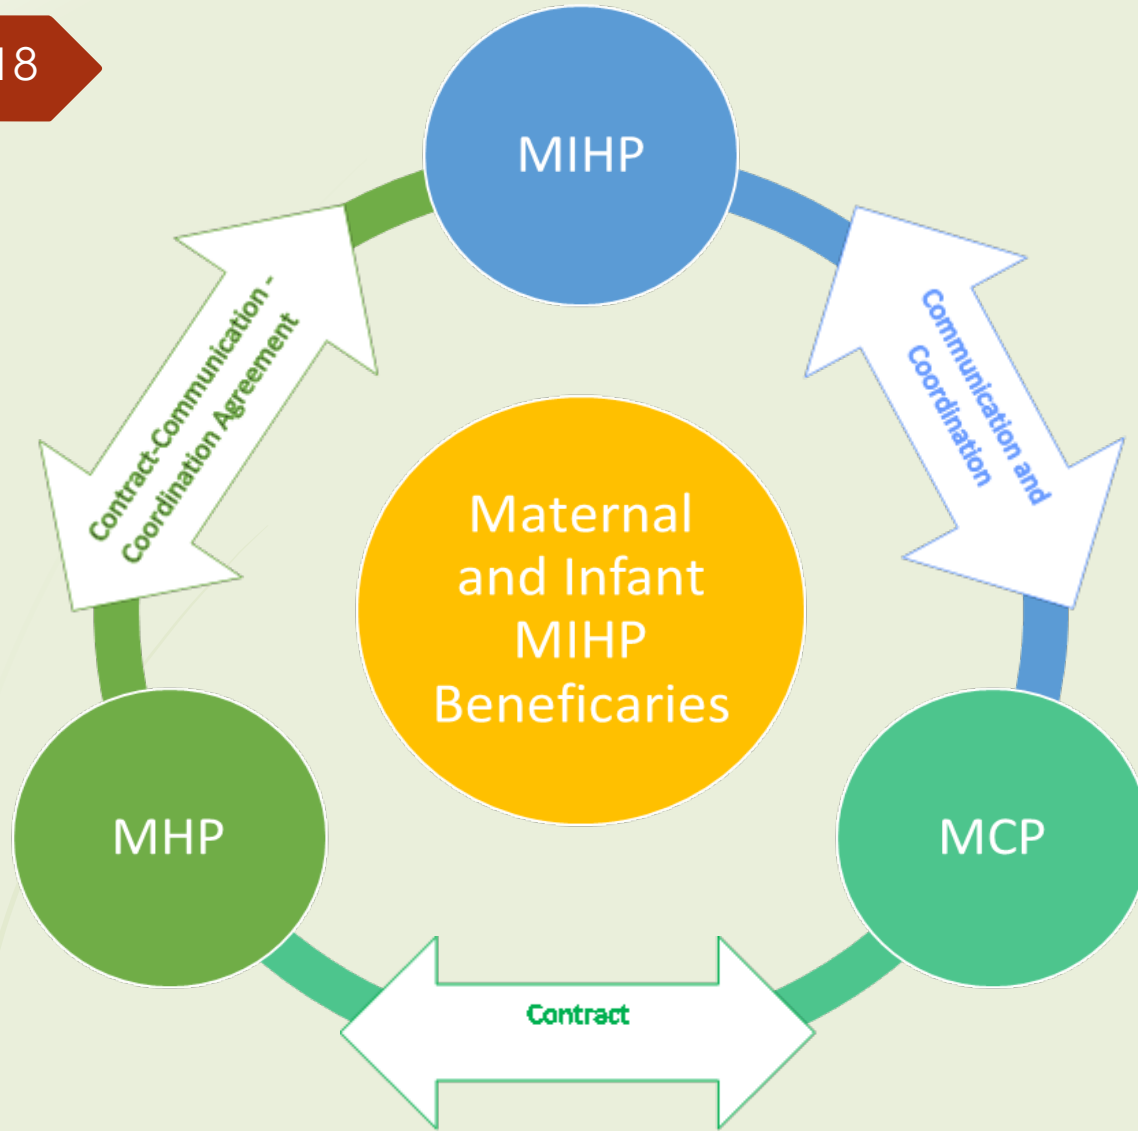 18
MIHP
Contract-Communication -
Coordination Agreement
Communication and
Coordination
Maternal
and Infant
MIHP
Beneficaries
MHP
MCP
Contract